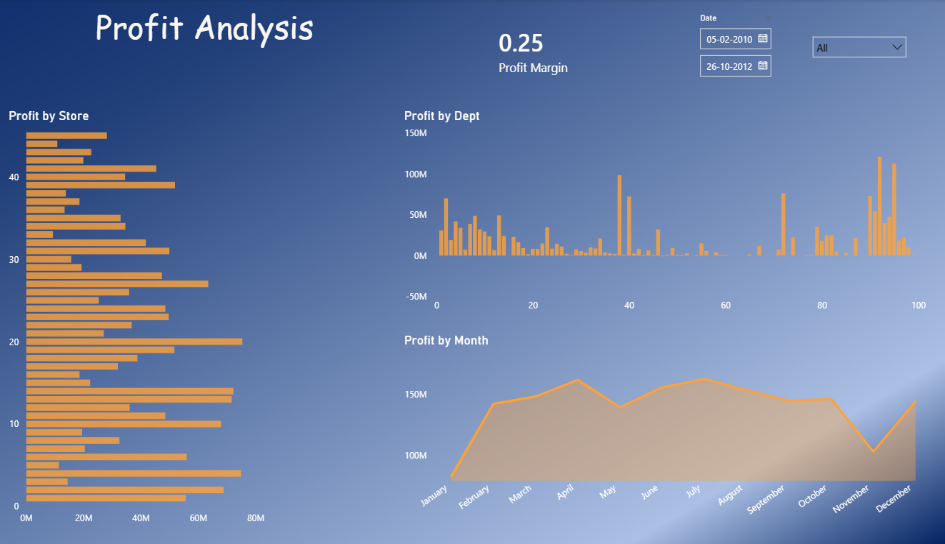 Profit Analysis
0.25
Profit Margin
Date
05-02-2010
26-10-2012
All
Profit by Store
40
30
20
10
0
0M 20M 40M 60M 80M
Profit by Dept
150M
100M
50M
0M
-50M
0 20 40 60 80 100
Profit by Month
150M
100M
January February March April May June July August September October November December